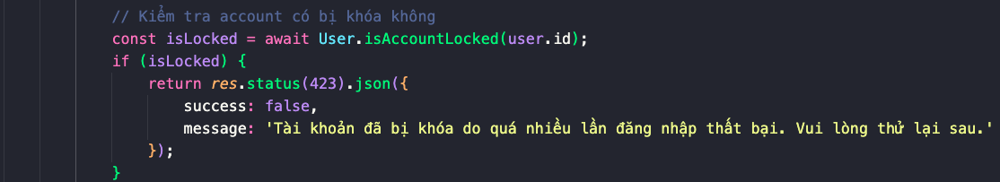 // Kiểm tra account có bị khóa không
const isLocked = await User.isAccountLocked(user.id);
if (isLocked) {
return res.status(423).json({
success: false,
message: 'Tài khoản đã bị khóa do quá nhiều lần đăng nhập thất bại. Vui lòng thử lại sau.'
});
}